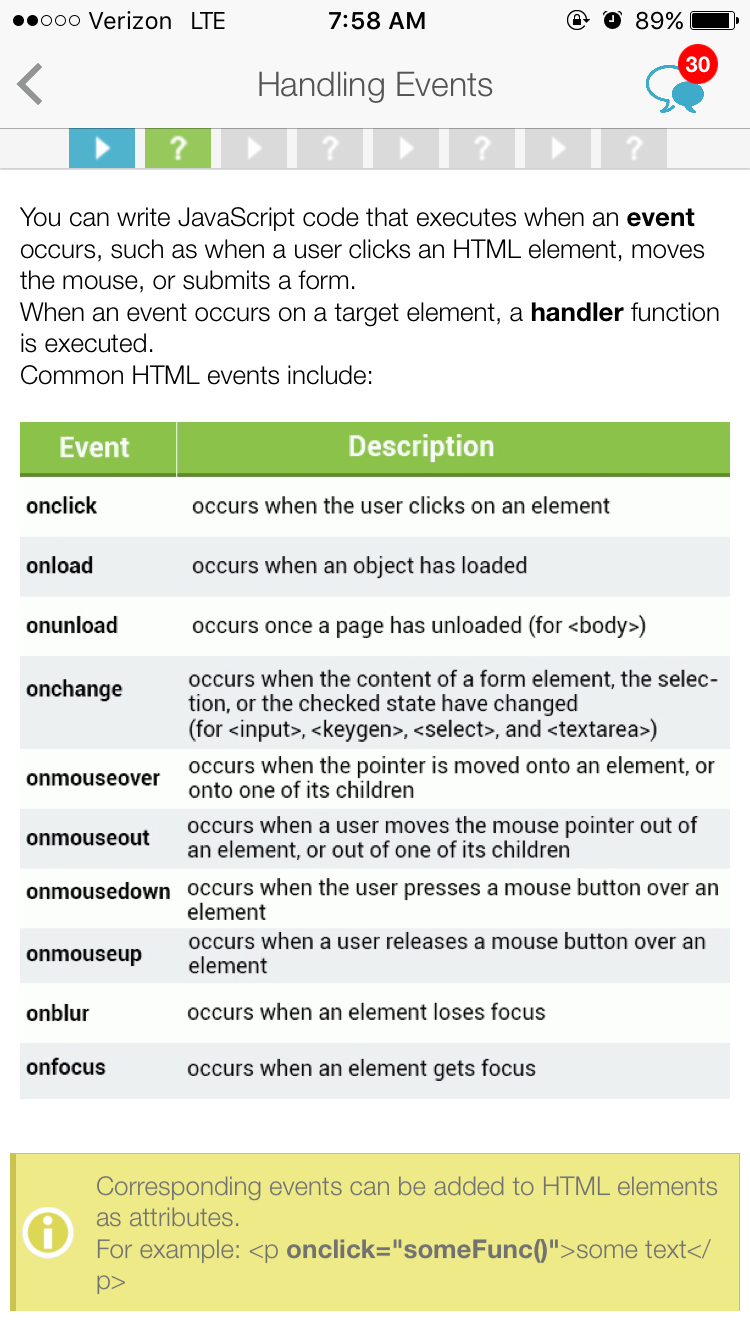 Verizon LTE 7:58 AM 89%
Handling Events
30
? ? ? ?
You can write JavaScript code that executes when an event
occurs, such as when a user clicks an HTML element, moves
the mouse, or submits a form.
When an event occurs on a target element, a handler function
is executed.
Common HTML events include:
Event Description
onclick occurs when the user clicks on an element
onload occurs when an object has loaded
onunload occurs once a page has unloaded (for <body>)
onchange occurs when the content of a form element, the selec-
tion, or the checked state have changed
(for <input>, <keygen>, <select>, and <textarea>)
onmouseover occurs when the pointer is moved onto an element, or
onto one of its children
onmouseout occurs when a user moves the mouse pointer out of
an element, or out of one of its children
onmousedown occurs when the user presses a mouse button over an
element
onmouseup occurs when a user releases a mouse button over an
element
onblur occurs when an element loses focus
onfocus occurs when an element gets focus
Corresponding events can be added to HTML elements
as attributes.
For example: <p onclick="someFunc()">some text</
p>